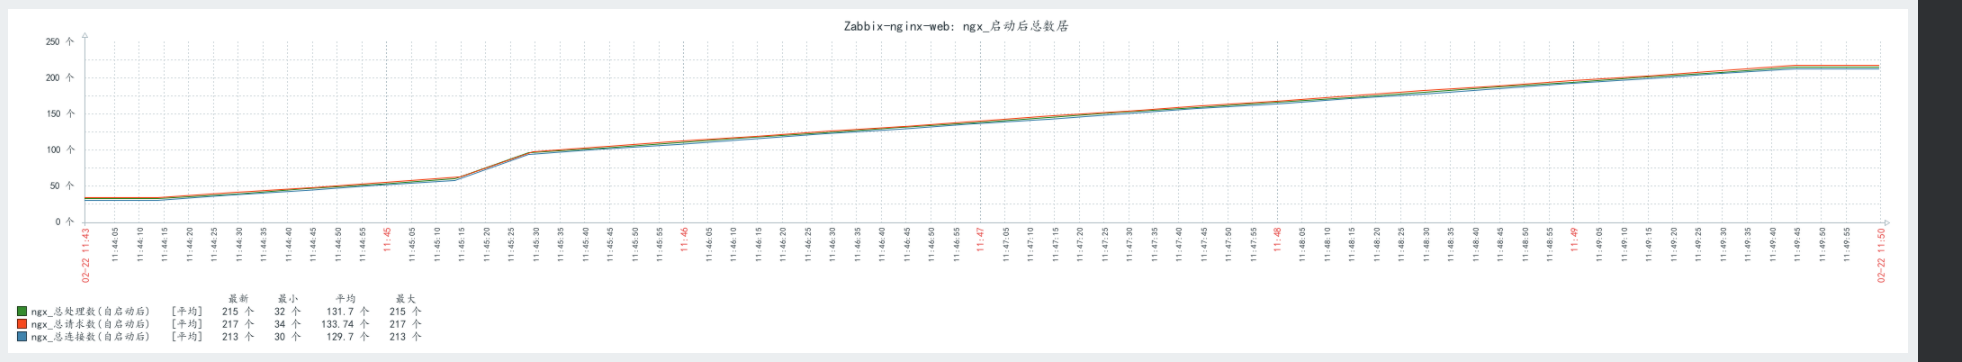 Zabbix-nginx-web: ngx_启动后总数居
250 个
200 个
150 个
100 个
50 个
0 个
02-22 11:43 11:44:05 11:44:10 11:44:15 11:44:20 11:44:25 11:44:30 11:44:35 11:44:40 11:44:45 11:44:50 11:44:55 11:45 11:45:05 11:45:10 11:45:15 11:45:20 11:45:25 11:45:30 11:45:35 11:45:40 11:45:45 11:45:50 11:45:55 11:46 11:46:05 11:46:10 11:46:15 11:46:20 11:46:25 11:46:30 11:46:35 11:46:40 11:46:45 11:46:50 11:46:55 11:47 11:47:05 11:47:10 11:47:15 11:47:20 11:47:25 11:47:30 11:47:35 11:47:40 11:47:45 11:47:50 11:47:55 11:48 11:48:05 11:48:10 11:48:15 11:48:20 11:48:25 11:48:30 11:48:35 11:48:40 11:48:45 11:48:50 11:48:55 11:49 11:49:05 11:49:10 11:49:15 11:49:20 11:49:25 11:49:30 11:49:35 11:49:40 11:49:45 11:49:50 11:49:55 02-22 11:50
最新 最小 平均 最大
ngx_总处理数(自启动后) [平均] 215 个 32 个 131.7 个 215 个
ngx_总请求数(自启动后) [平均] 217 个 34 个 133.74 个 217 个
ngx_总连接数(自启动后) [平均] 213 个 30 个 129.7 个 213 个